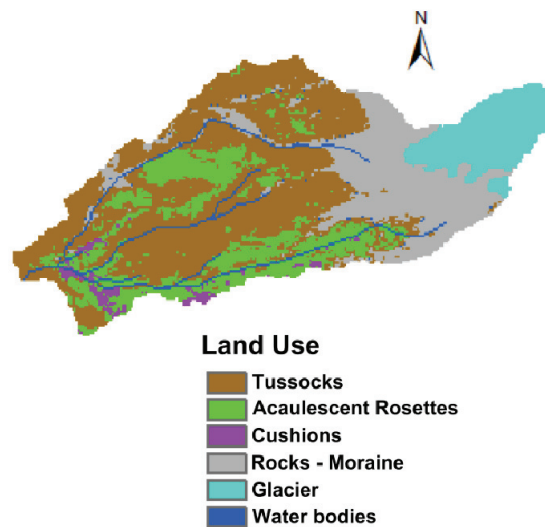 N
Land Use
Tussocks
Acaulescent Rosettes
Cushions
Rocks - Moraine
Glacier
Water bodies